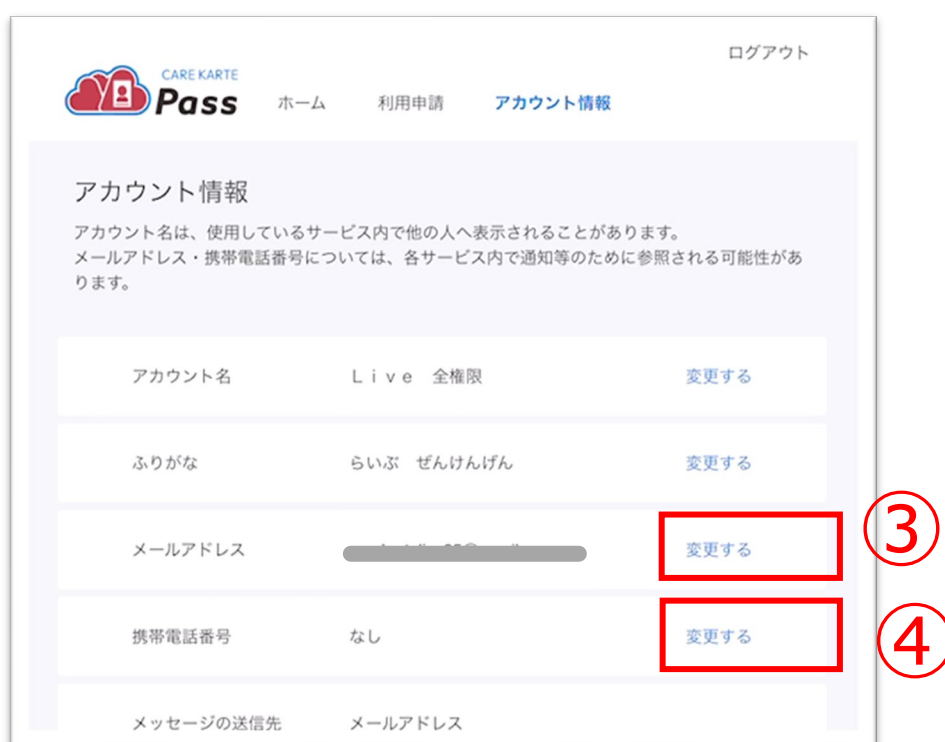 ログアウト
CARE KARTE
Pass
ホーム 利用申請 アカウント情報
アカウント情報
アカウント名は、使用しているサービス内で他の人へ表示されることがあります。
メールアドレス・携帯電話番号については、各サービス内で通知等のために参照される可能性があ
ります。
アカウント名 Ｌｉｖｅ　全権限 変更する
ふりがな らいぶ　ぜんけんげん 変更する
メールアドレス 変更する
③
携帯電話番号 なし 変更する
④
メッセージの送信先 メールアドレス